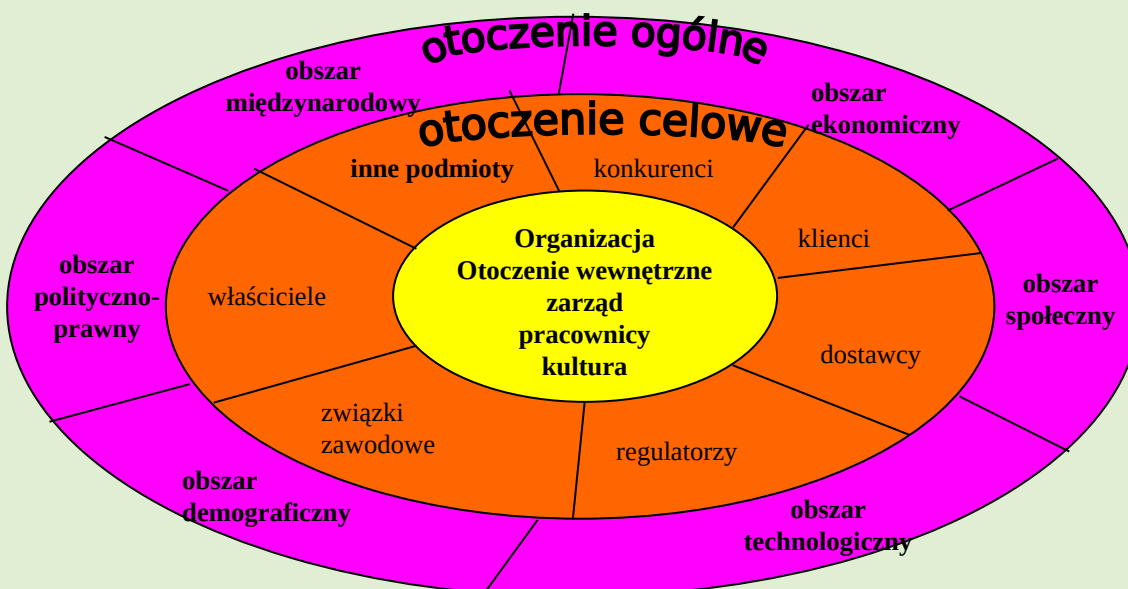 otoczenie ogólne
obszar
międzynarodowy
obszar
ekonomiczny
otoczenie celowe
inne podmioty
konkurenci
klienci
Organizacja
Otoczenie wewnętrzne
zarząd
pracownicy
kultura
obszar
polityczno-
prawny
właściciele
obszar
społeczny
dostawcy
związki
zawodowe
regulatorzy
obszar
demograficzny
obszar
technologiczny